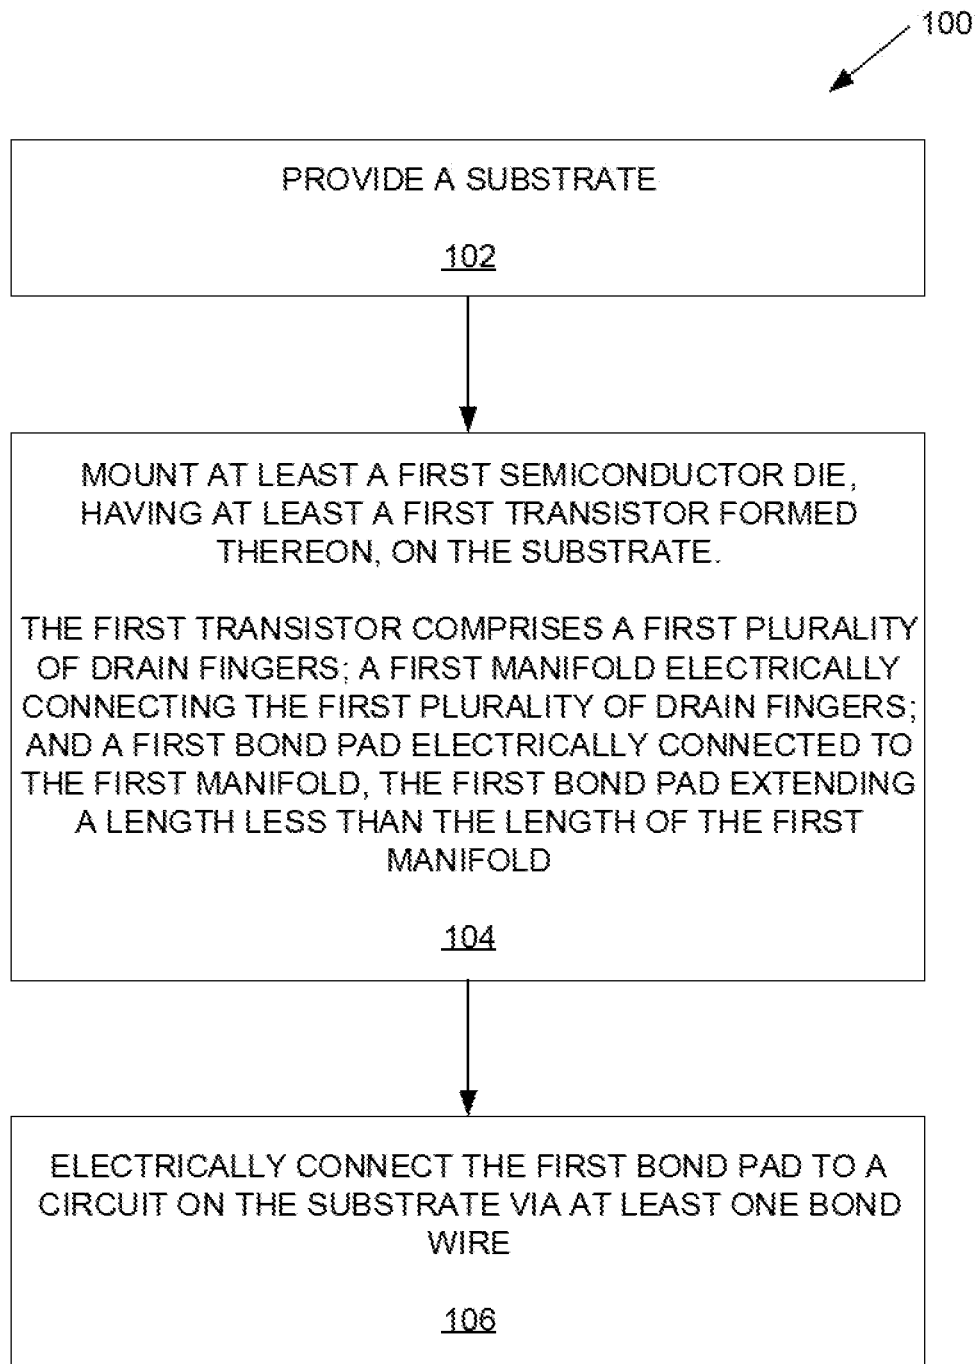 100
PROVIDE A SUBSTRATE
102
MOUNT AT LEAST A FIRST SEMICONDUCTOR DIE,
HAVING AT LEAST A FIRST TRANSISTOR FORMED
THEREON, ON THE SUBSTRATE.
THE FIRST TRANSISTOR COMPRISES A FIRST PLURALITY
OF DRAIN FINGERS; A FIRST MANIFOLD ELECTRICALLY
CONNECTING THE FIRST PLURALITY OF DRAIN FINGERS;
AND A FIRST BOND PAD ELECTRICALLY CONNECTED TO
THE FIRST MANIFOLD, THE FIRST BOND PAD EXTENDING
A LENGTH LESS THAN THE LENGTH OF THE FIRST
MANIFOLD
104
ELECTRICALLY CONNECT THE FIRST BOND PAD TO A
CIRCUIT ON THE SUBSTRATE VIA AT LEAST ONE BOND
WIRE
106